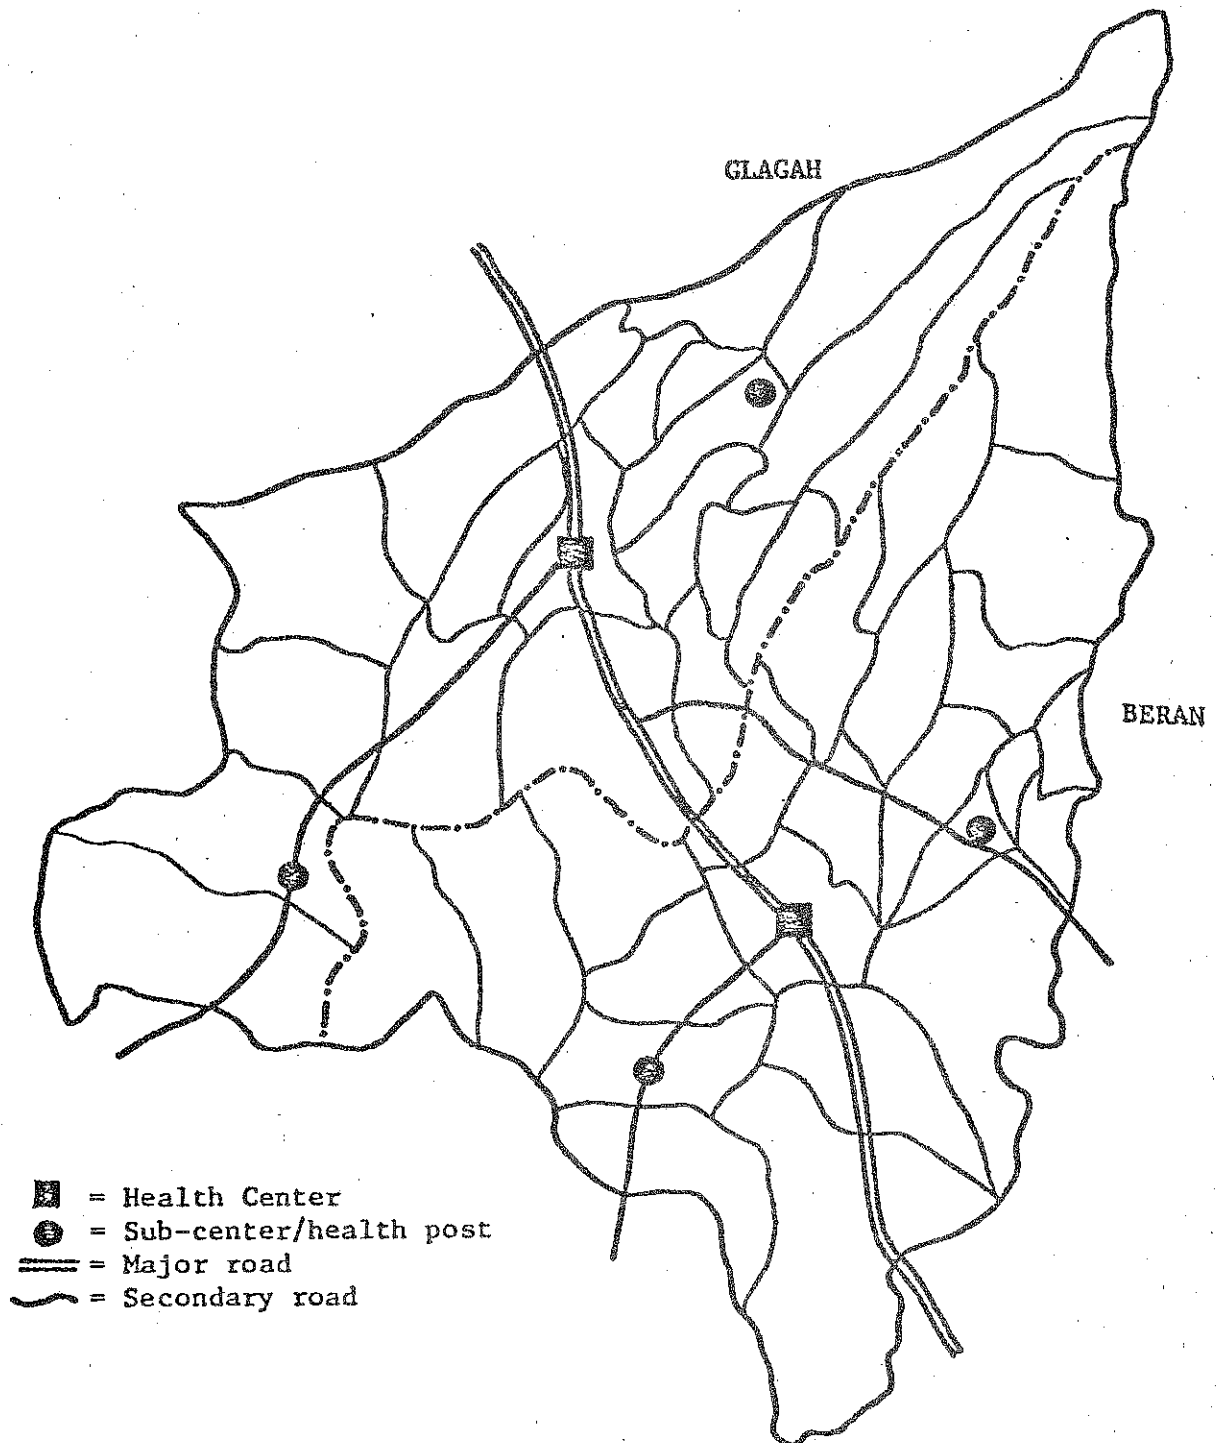 GLAGAH
BERAN
= Health Center
= Sub-center/health post
= Major road
= Secondary road